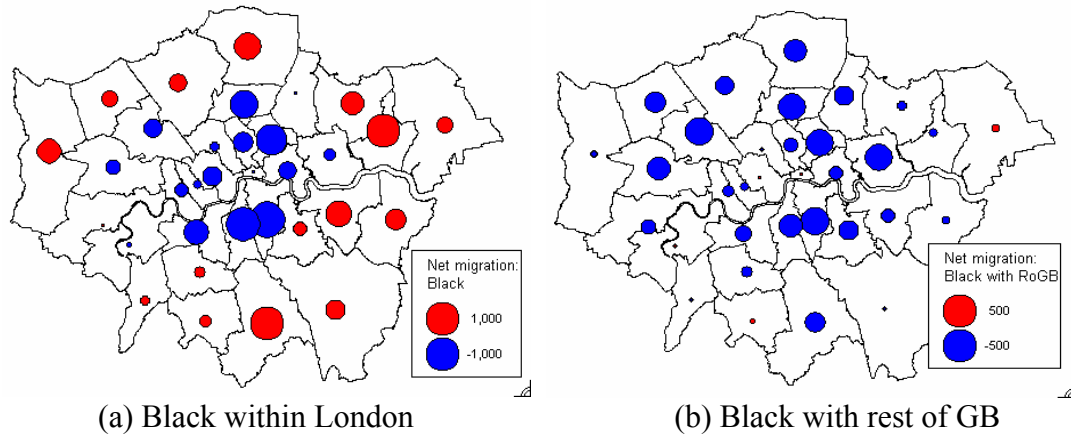 Net migration:
Black
1,000
-1,000
Net migration:
Black with RoGB
500
-500
(a) Black within London
(b) Black with rest of GB